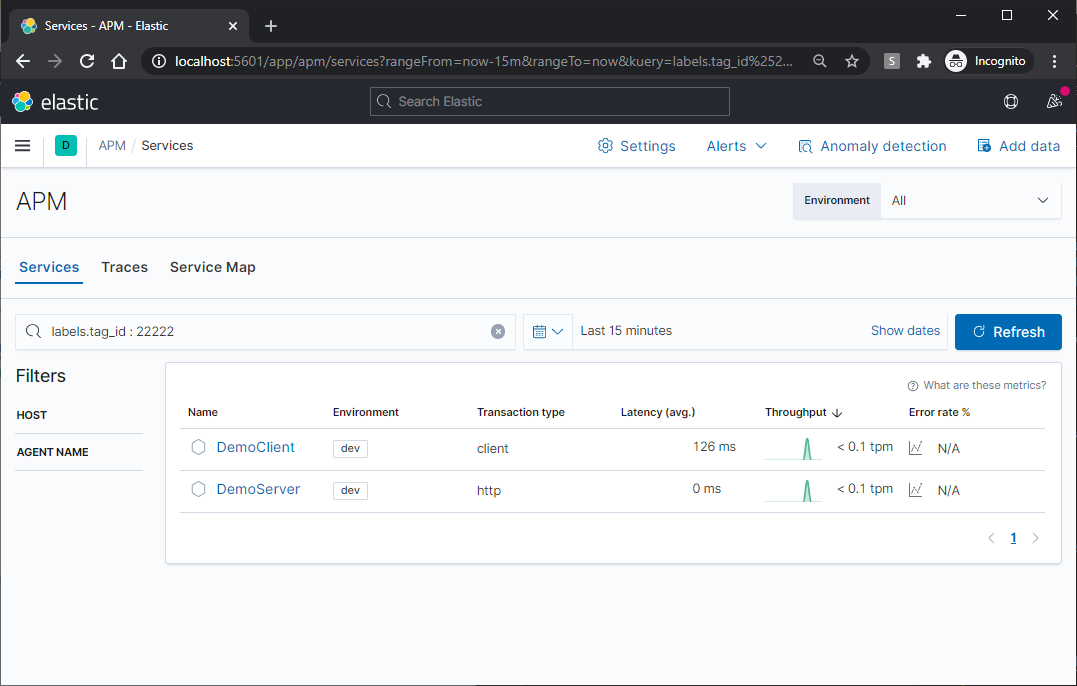 Services - APM - Elastic
localhost:5601/app/apm/services?rangeFrom=now-15m&rangeTo=now&kuery=labels.tag_id%252...
S
Incognito
elastic
Search Elastic
D
APM / Services
Settings
Alerts
Anomaly detection
Add data
APM
Environment
All
Services
Traces
Service Map
labels.tag_id : 22222
Last 15 minutes
Show dates
Refresh
Filters
HOST
AGENT NAME
What are these metrics?
Name Environment Transaction type Latency (avg.) Throughput Error rate %
DemoClient dev client 126 ms < 0.1 tpm N/A
DemoServer dev http 0 ms < 0.1 tpm N/A
1